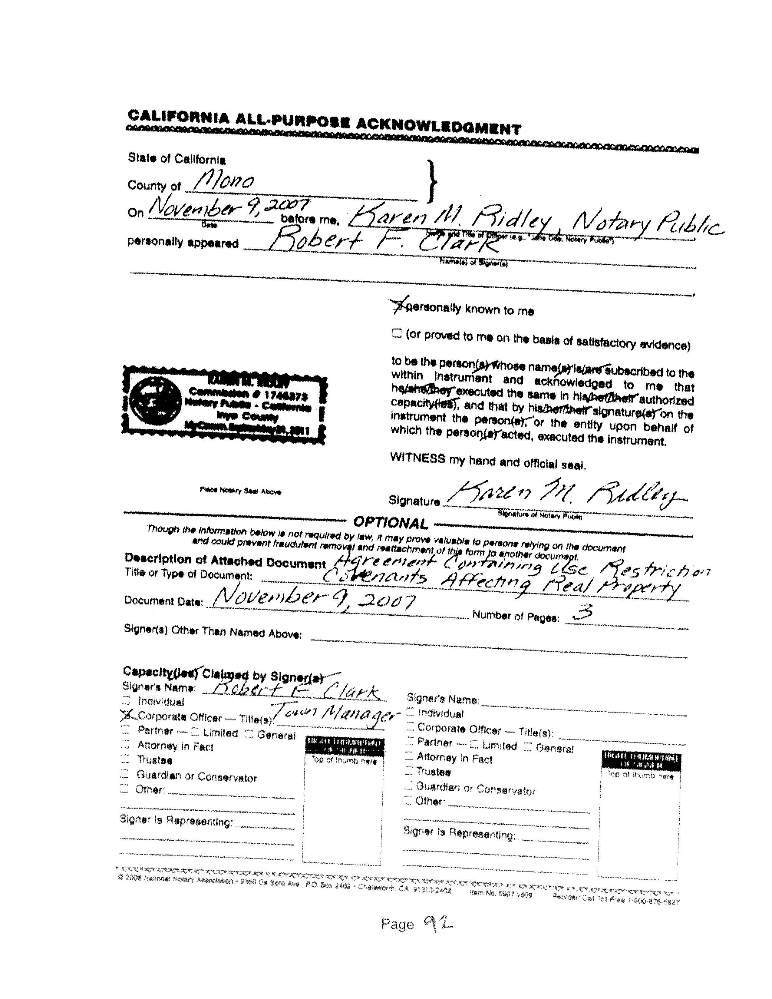 CALIFORNIA ALL-PURPOSE ACKNOWLEDGMENT
State of California
County of Mono
On November 9, 2007 before me, Karen M. Ridley, Notary Public
Date
Name and Title of Officer (e.g., "Jane Doe, Notary Public")
personally appeared Robert F. Clark
Name(s) of Signer(s)
personally known to me
(or proved to me on the basis of satisfactory evidence)
to be the person(s) whose name(s) is/are subscribed to the
within instrument and acknowledged to me that
he/she/they executed the same in his/her/their authorized
capacity(ies), and that by his/her/their signature(s) on the
instrument the person(s), or the entity upon behalf of
which the person(s) acted, executed the instrument.
KAREN M. RIDLEY
Commission # 1746373
Notary Public - California
Inyo County
My Comm. Expires May 31, 2011
WITNESS my hand and official seal.
Place Notary Seal Above
Signature Karen M. Ridley
Signature of Notary Public
OPTIONAL
Though the information below is not required by law, it may prove valuable to persons relying on the document
and could prevent fraudulent removal and reattachment of this form to another document.
Description of Attached Document Agreement Containing Use Restriction
Title or Type of Document: Covenants Affecting Real Property
Document Date: November 9, 2007 Number of Pages: 3
Signer(s) Other Than Named Above:
Capacity(ies) Claimed by Signer(s)
Signer's Name: Robert F. Clark
Individual
Corporate Officer — Title(s): Town Manager
Partner — Limited General
Attorney in Fact
Trustee
Guardian or Conservator
Other:
Signer Is Representing:
RIGHT THUMBPRINT
OF SIGNER
Top of thumb here
Signer's Name:
Individual
Corporate Officer — Title(s):
Partner — Limited General
Attorney in Fact
Trustee
Guardian or Conservator
Other:
Signer Is Representing:
RIGHT THUMBPRINT
OF SIGNER
Top of thumb here
© 2006 National Notary Association • 9350 De Soto Ave., P.O. Box 2402 • Chatsworth, CA 91313-2402 Item No. 5907 v609 Reorder: Call Toll-Free 1-800-876-6827
Page 92